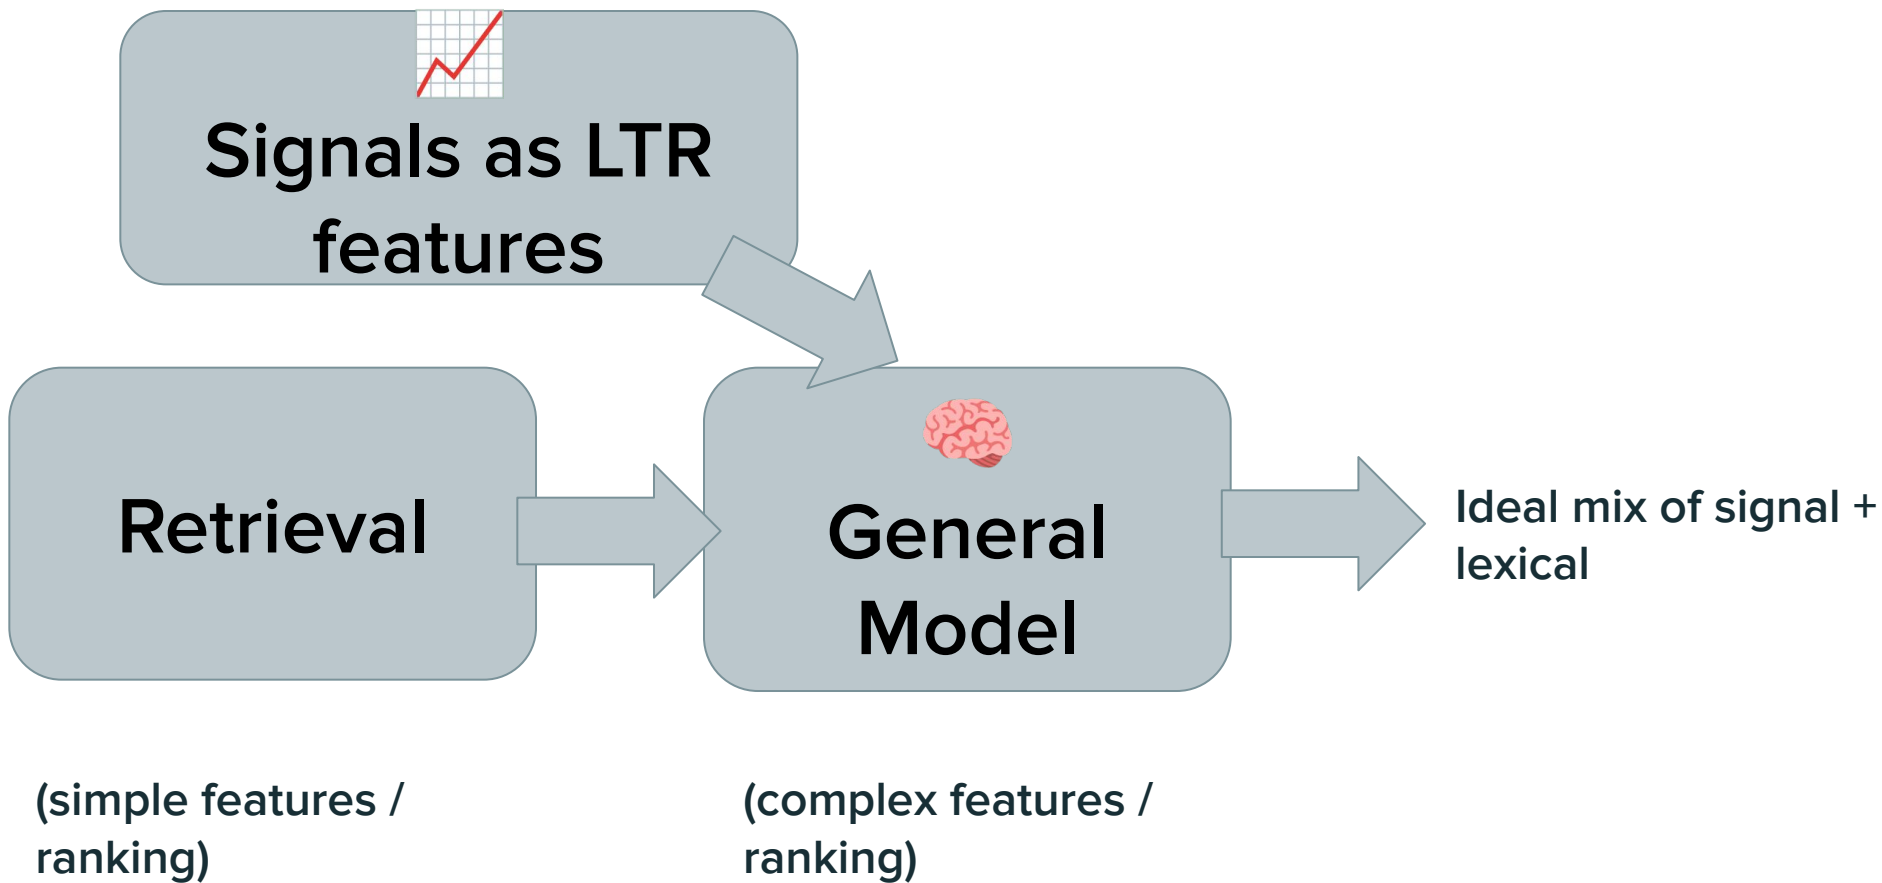 Signals as LTR
features
Retrieval
General
Model
Ideal mix of signal +
lexical
(simple features /
ranking)
(complex features /
ranking)